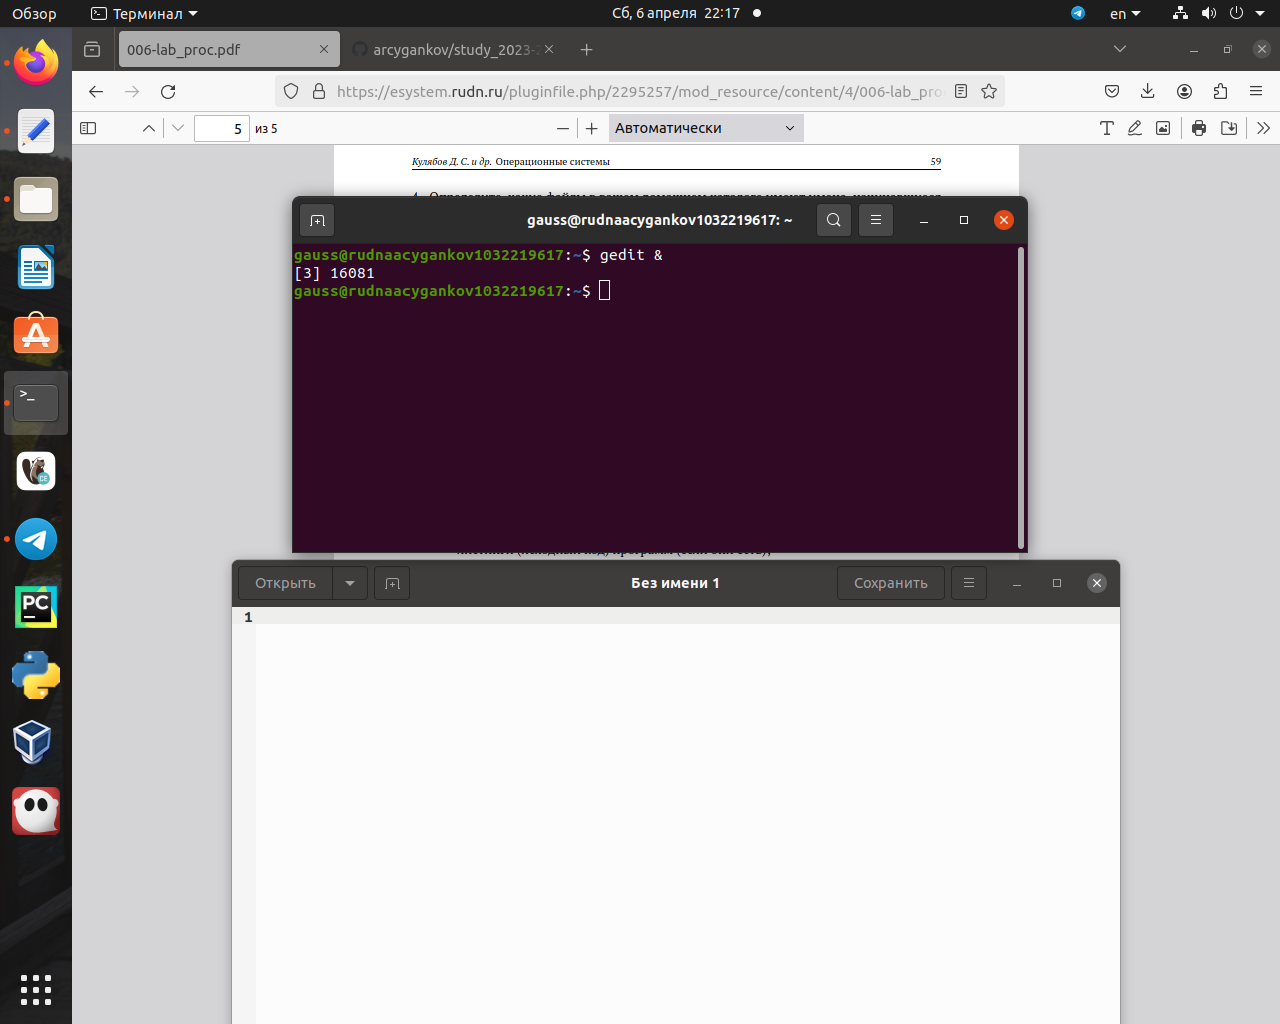 Обзор
Терминал
Сб, 6 апреля 22:17
en
006-lab_proc.pdf
arcygankov/study_2023-2
https://esystem.rudn.ru/pluginfile.php/2295257/mod_resource/content/4/006-lab_pro
5
из 5
Автоматически
Кулябов Д. С. и др. Операционные системы
59
gauss@rudnaacygankov1032219617: ~
gauss@rudnaacygankov1032219617:~$ gedit &
[3] 16081
gauss@rudnaacygankov1032219617:~$
Открыть
Без имени 1
Сохранить
1